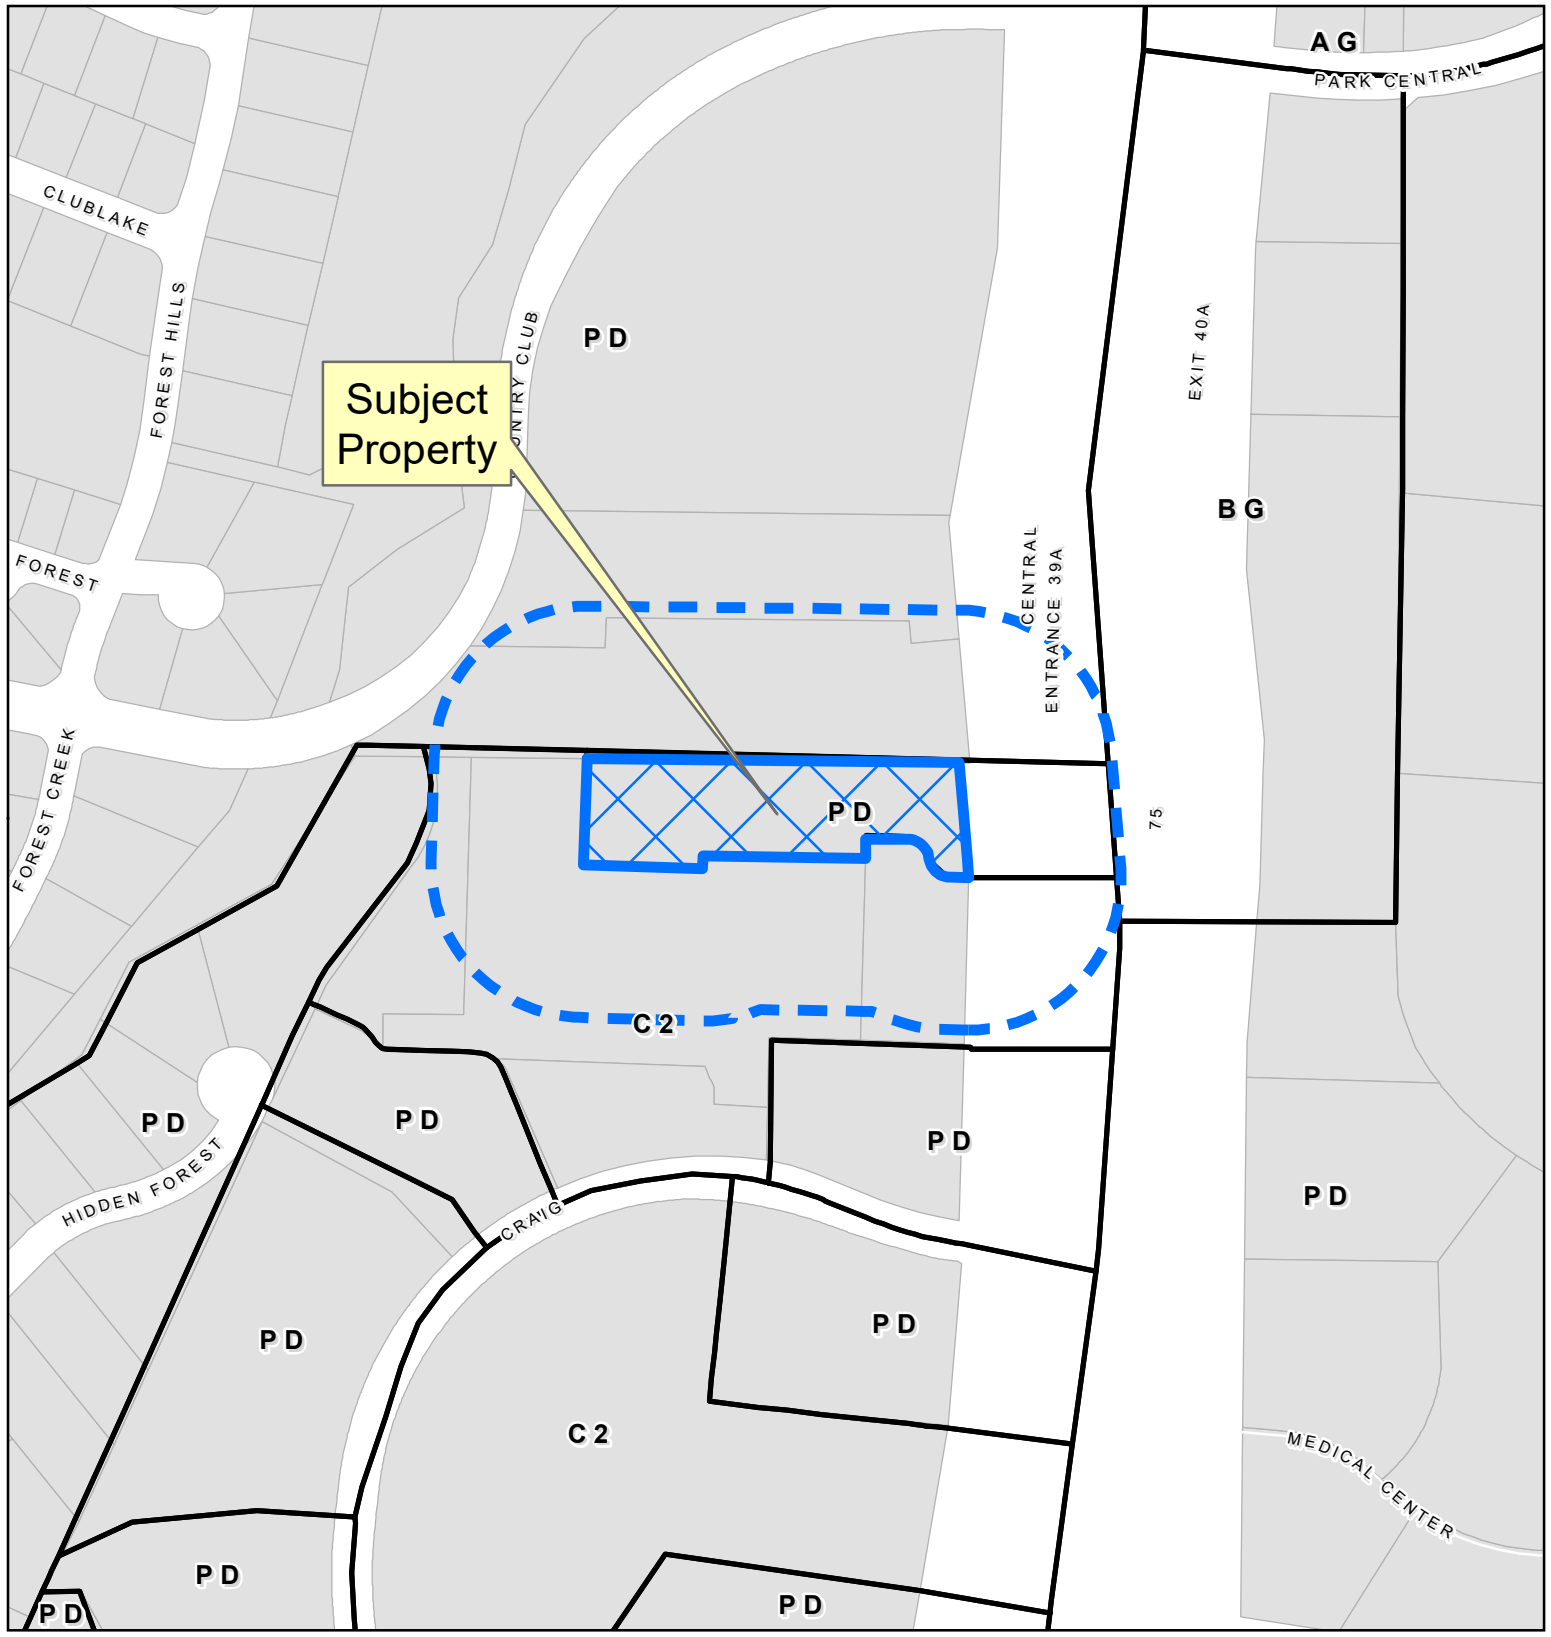 AG
PARK CENTRAL
CLUBLAKE
FOREST HILLS
EXIT 40A
UNTRY CLUB
PD
Subject
Property
BG
CENTRAL
ENTRANCE 39A
FOREST
FOREST CREEK
PD
75
C2
PD
PD
PD
HIDDEN FOREST
PD
CRAIG
PD
PD
C2
MEDICAL CENTER
PD
PD
PD